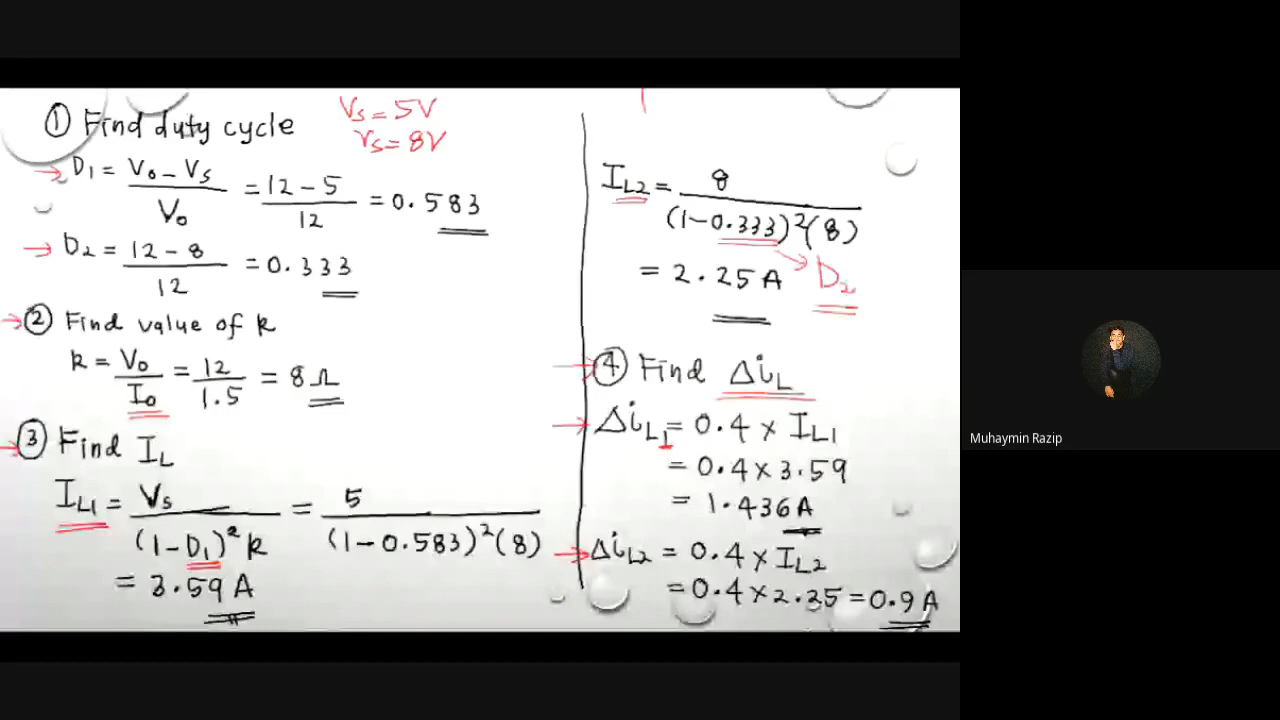 ① Find duty cycle
Vs = 5V
Vs = 8V
→ D1 = (Vo - Vs) / Vo = (12 - 5) / 12 = 0.583
→ D2 = (12 - 8) / 12 = 0.333
→ ② Find value of R
R = Vo / Io = 12 / 1.5 = 8 Ω
→ ③ Find IL
IL1 = Vs / (1 - D1)² R = 5 / (1 - 0.583)² (8)
= 3.59 A
IL2 = 8 / (1 - 0.333)² (8)
→ D2
= 2.25 A
→ ④ Find ΔiL
→ ΔiL1 = 0.4 x IL1
= 0.4 x 3.59
= 1.436 A
→ ΔiL2 = 0.4 x IL2
= 0.4 x 2.25 = 0.9 A
Muhaymin Razip